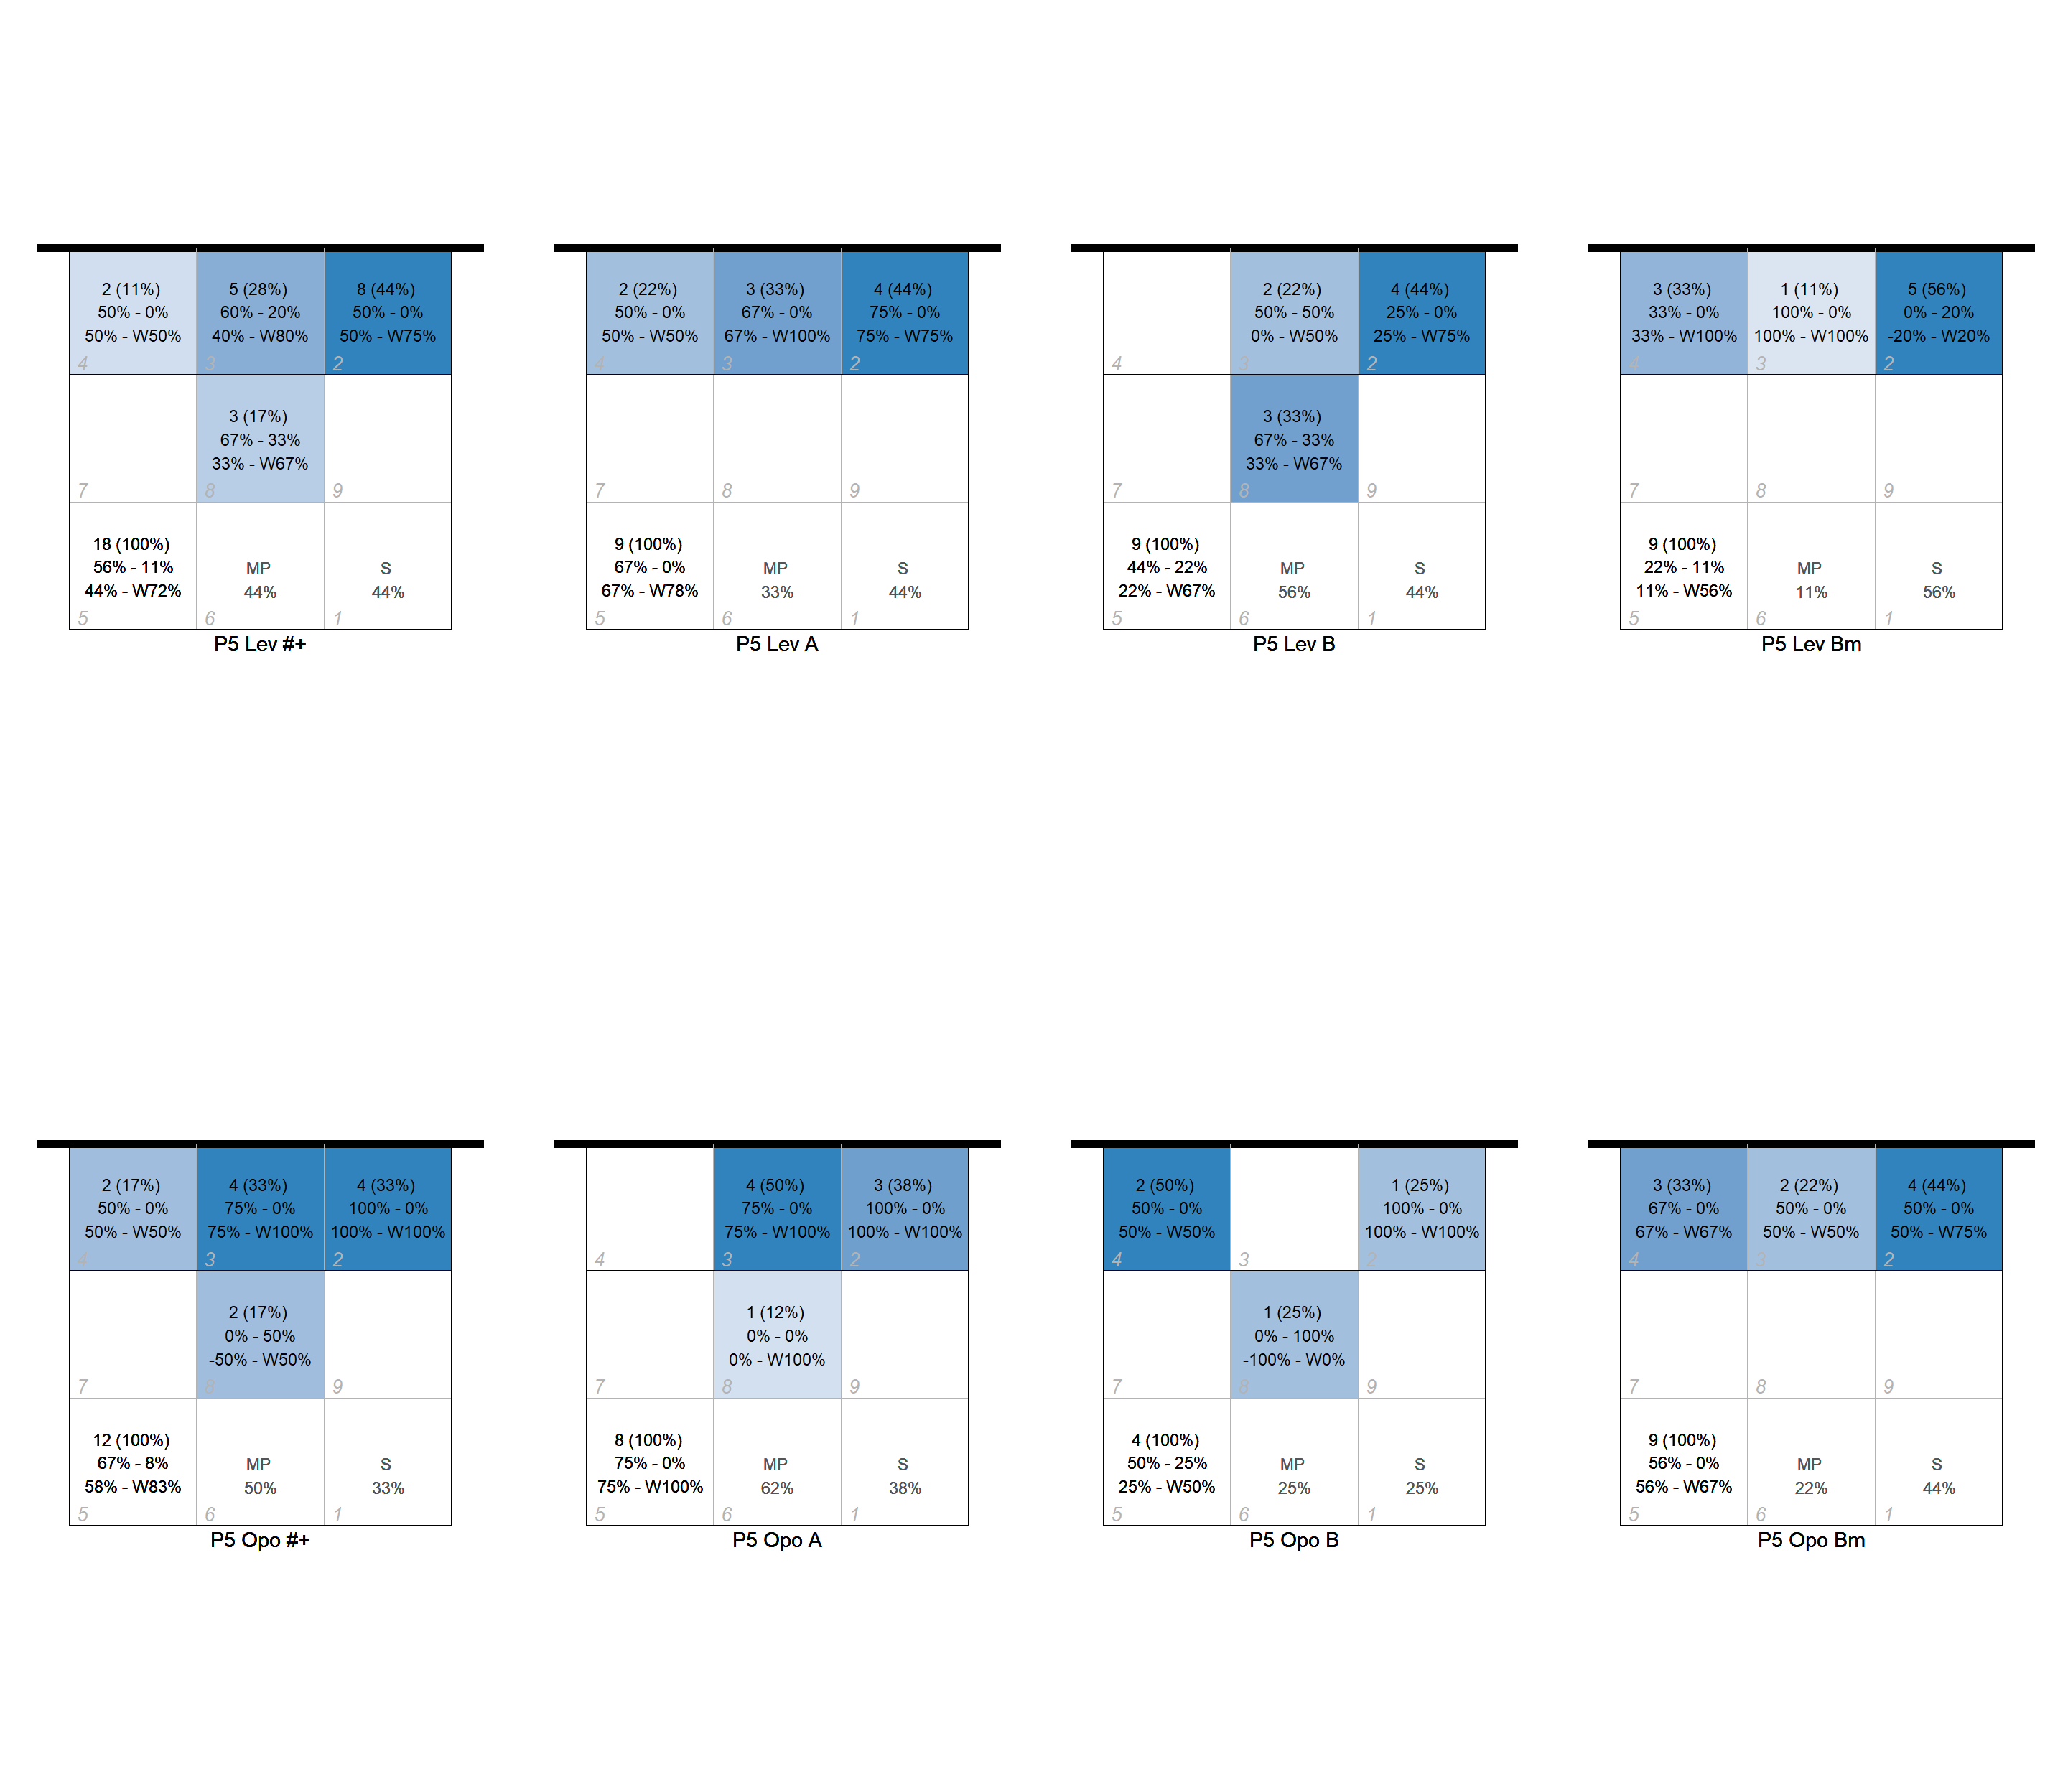 2 (11%)
50% - 0%
50% - W50%
4
5 (28%)
60% - 20%
40% - W80%
3
8 (44%)
50% - 0%
50% - W75%
2
7
3 (17%)
67% - 33%
33% - W67%
8
9
18 (100%)
56% - 11%
44% - W72%
5
MP
44%
6
S
44%
1
P5 Lev #+
2 (22%)
50% - 0%
50% - W50%
4
3 (33%)
67% - 0%
67% - W100%
3
4 (44%)
75% - 0%
75% - W75%
2
7
8
9
9 (100%)
67% - 0%
67% - W78%
5
MP
33%
6
S
44%
1
P5 Lev A
4
2 (22%)
50% - 50%
0% - W50%
3
4 (44%)
25% - 0%
25% - W75%
2
7
3 (33%)
67% - 33%
33% - W67%
8
9
9 (100%)
44% - 22%
22% - W67%
5
MP
56%
6
S
44%
1
P5 Lev B
3 (33%)
33% - 0%
33% - W100%
4
1 (11%)
100% - 0%
100% - W100%
3
5 (56%)
0% - 20%
-20% - W20%
2
7
8
9
9 (100%)
22% - 11%
11% - W56%
5
MP
11%
6
S
56%
1
P5 Lev Bm
2 (17%)
50% - 0%
50% - W50%
4
4 (33%)
75% - 0%
75% - W100%
3
4 (33%)
100% - 0%
100% - W100%
2
7
2 (17%)
0% - 50%
-50% - W50%
8
9
12 (100%)
67% - 8%
58% - W83%
5
MP
50%
6
S
33%
1
P5 Opo #+
4
4 (50%)
75% - 0%
75% - W100%
3
3 (38%)
100% - 0%
100% - W100%
2
7
1 (12%)
0% - 0%
0% - W100%
8
9
8 (100%)
75% - 0%
75% - W100%
5
MP
62%
6
S
38%
1
P5 Opo A
2 (50%)
50% - 0%
50% - W50%
4
3
1 (25%)
100% - 0%
100% - W100%
2
7
1 (25%)
0% - 100%
-100% - W0%
8
9
4 (100%)
50% - 25%
25% - W50%
5
MP
25%
6
S
25%
1
P5 Opo B
3 (33%)
67% - 0%
67% - W67%
4
2 (22%)
50% - 0%
50% - W50%
3
4 (44%)
50% - 0%
50% - W75%
2
7
8
9
9 (100%)
56% - 0%
56% - W67%
5
MP
22%
6
S
44%
1
P5 Opo Bm